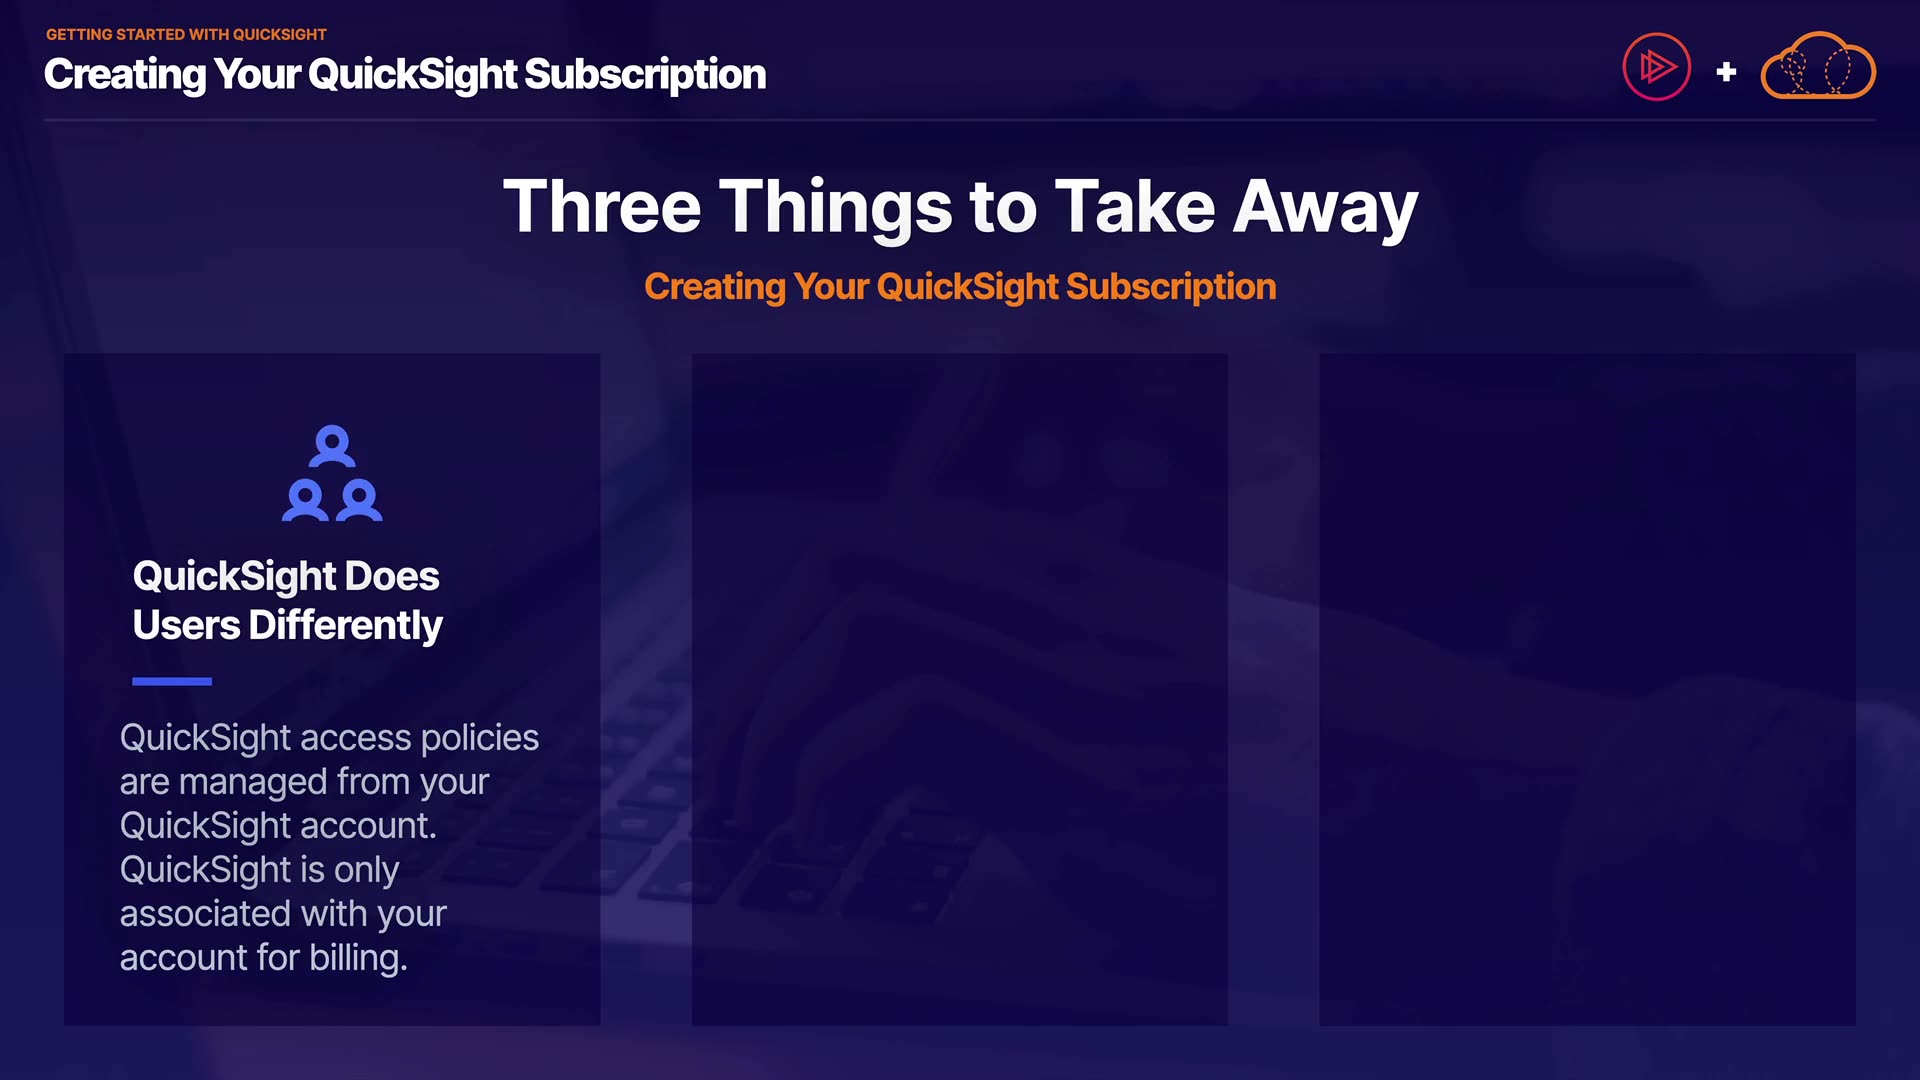 GETTING STARTED WITH QUICKSIGHT
Creating Your QuickSight Subscription
Three Things to Take Away
Creating Your QuickSight Subscription
QuickSight Does
Users Differently
QuickSight access policies
are managed from your
QuickSight account.
QuickSight is only
associated with your
account for billing.